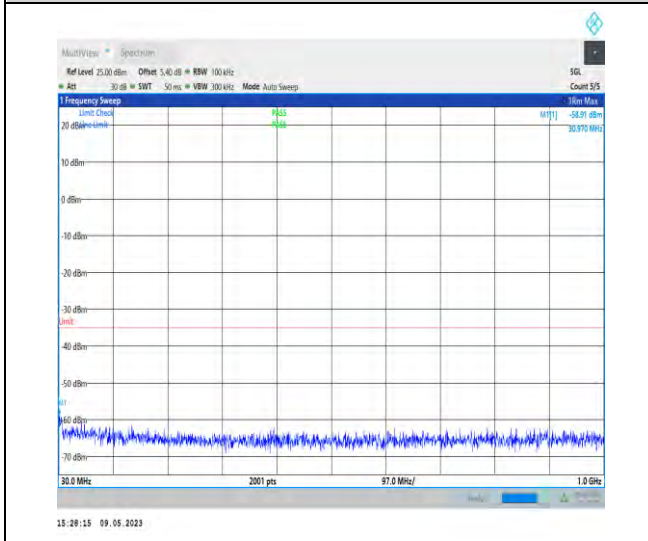 MultiView Spectrum
Ref Level 25.00 dBm Offset 5.40 dB RBW 100 kHz SGL
Att 30 dB SWT 50 ms VBW 300 kHz Mode Auto Sweep Count 5/5
1 Frequency Sweep 1Rm Max
Limit Check PASS M1[1] -58.91 dBm
20 dBm Line Limit PASS 30.970 MHz
10 dBm
0 dBm
-10 dBm
-20 dBm
-30 dBm
Limit
-40 dBm
-50 dBm
M1
-60 dBm
-70 dBm
30.0 MHz 2001 pts 97.0 MHz/ 1.0 GHz
15:28:15 09.05.2023